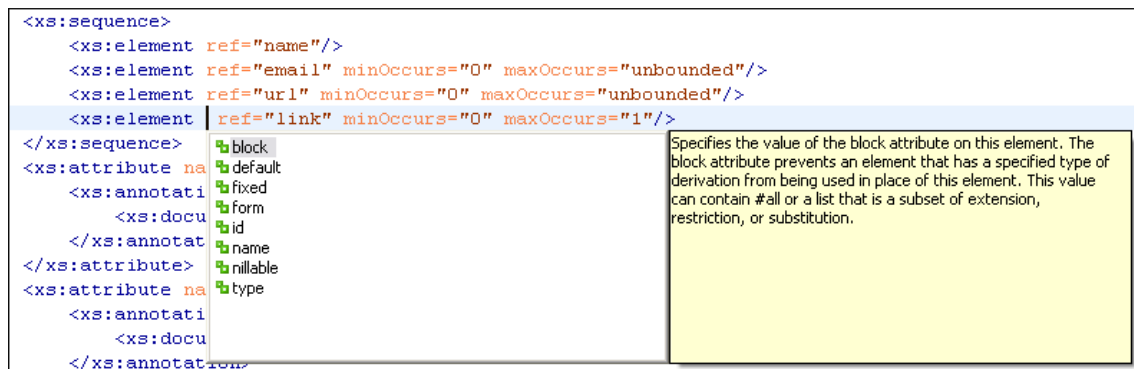 <xs:sequence>
<xs:element ref="name"/>
<xs:element ref="email" minOccurs="0" maxOccurs="unbounded"/>
<xs:element ref="url" minOccurs="0" maxOccurs="unbounded"/>
<xs:element ref="link" minOccurs="0" maxOccurs="1"/>
</xs:sequence>
<xs:attribute na
<xs:annotati
<xs:docu
</xs:annotat
</xs:attribute>
<xs:attribute na
<xs:annotati
<xs:docu
</xs:annotation>
block
default
fixed
form
id
name
nillable
type
Specifies the value of the block attribute on this element. The
block attribute prevents an element that has a specified type of
derivation from being used in place of this element. This value
can contain #all or a list that is a subset of extension,
restriction, or substitution.